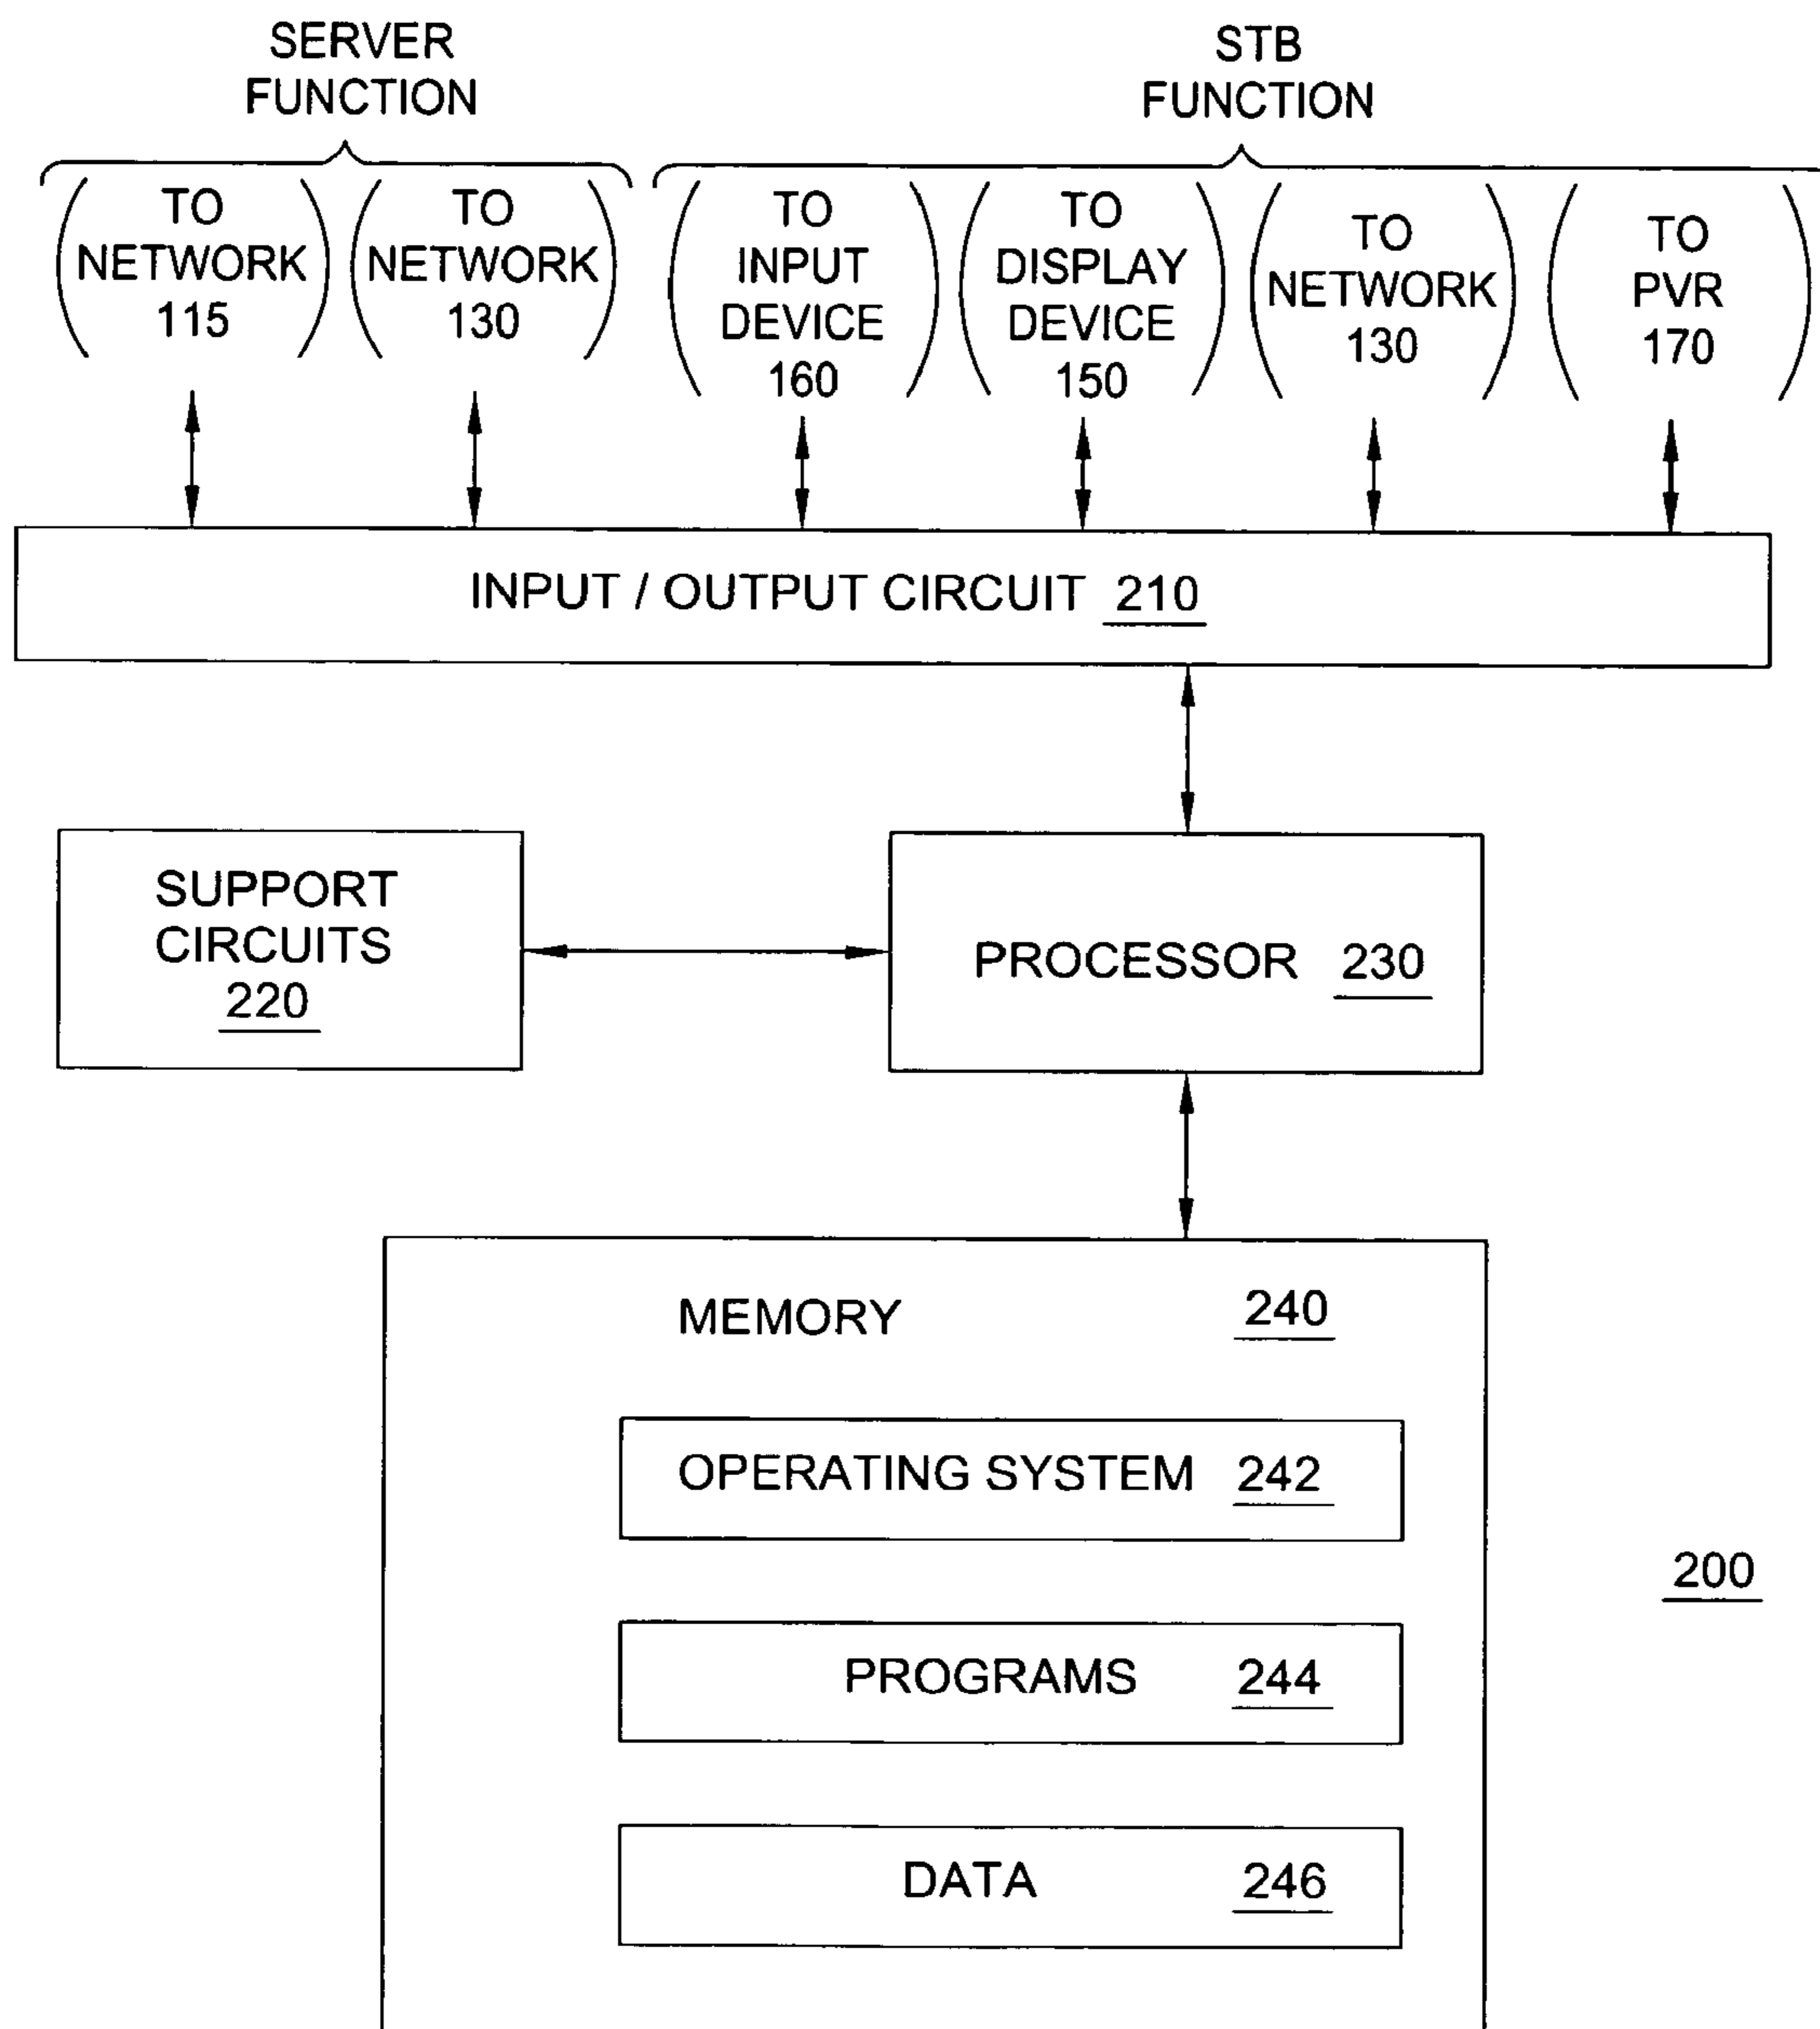 SERVER
FUNCTION
STB
FUNCTION
TO
NETWORK
115
TO
NETWORK
130
TO
INPUT
DEVICE
160
TO
DISPLAY
DEVICE
150
TO
NETWORK
130
TO
PVR
170
INPUT / OUTPUT CIRCUIT 210
SUPPORT
CIRCUITS
220
PROCESSOR 230
MEMORY 240
OPERATING SYSTEM 242
200
PROGRAMS 244
DATA 246